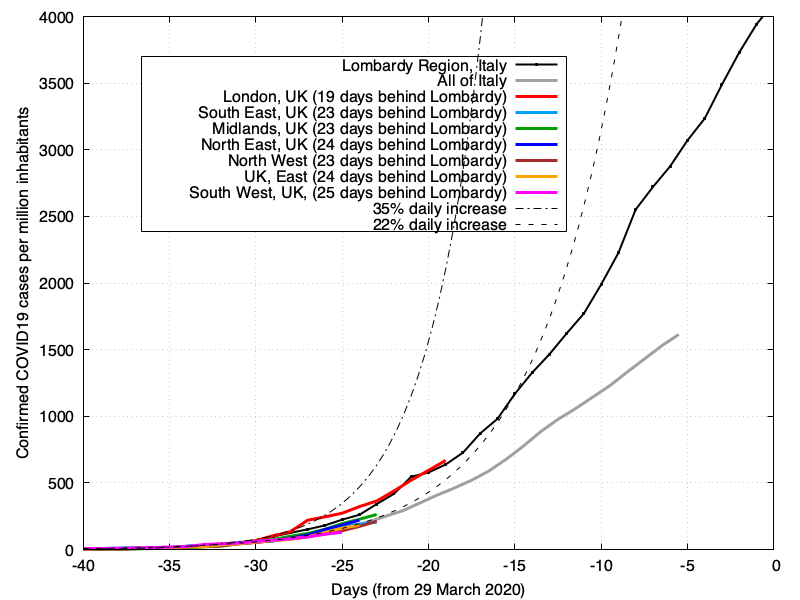 4000
3500
3000
2500
2000
1500
1000
500
0
Confirmed COVID19 cases per million inhabitants
Lombardy Region, Italy
All of Italy
London, UK (19 days behind Lombardy)
South East, UK (23 days behind Lombardy)
Midlands, UK (23 days behind Lombardy)
North East, UK (24 days behind Lombardy)
North West (23 days behind Lombardy)
UK, East (24 days behind Lombardy)
South West, UK, (25 days behind Lombardy)
35% daily increase
22% daily increase
-40 -35 -30 -25 -20 -15 -10 -5 0
Days (from 29 March 2020)